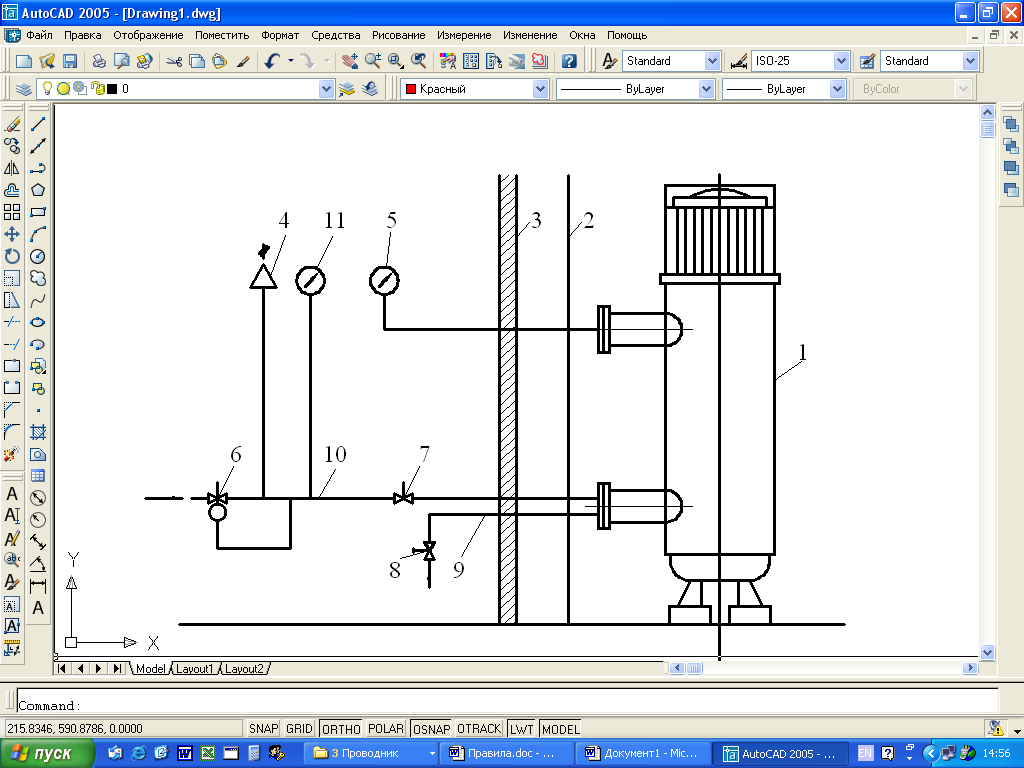 AutoCAD 2005 - [Drawing1.dwg]
Файл Правка Отображение Поместить Формат Средства Рисование Измерение Изменение Окна Помощь
Standard ISO-25 Standard
0 Красный ByLayer ByLayer ByColor
4 11 5 3 2
1
6 10 7
8 9
Y
X
Model Layout1 Layout2
Command:
215.8346, 590.8786, 0.0000 SNAP GRID ORTHO POLAR OSNAP OTRACK LWT MODEL
пуск 3 Проводник Правила.doc - ... Документ1 - Mic... AutoCAD 2005 - ... EN 14:56